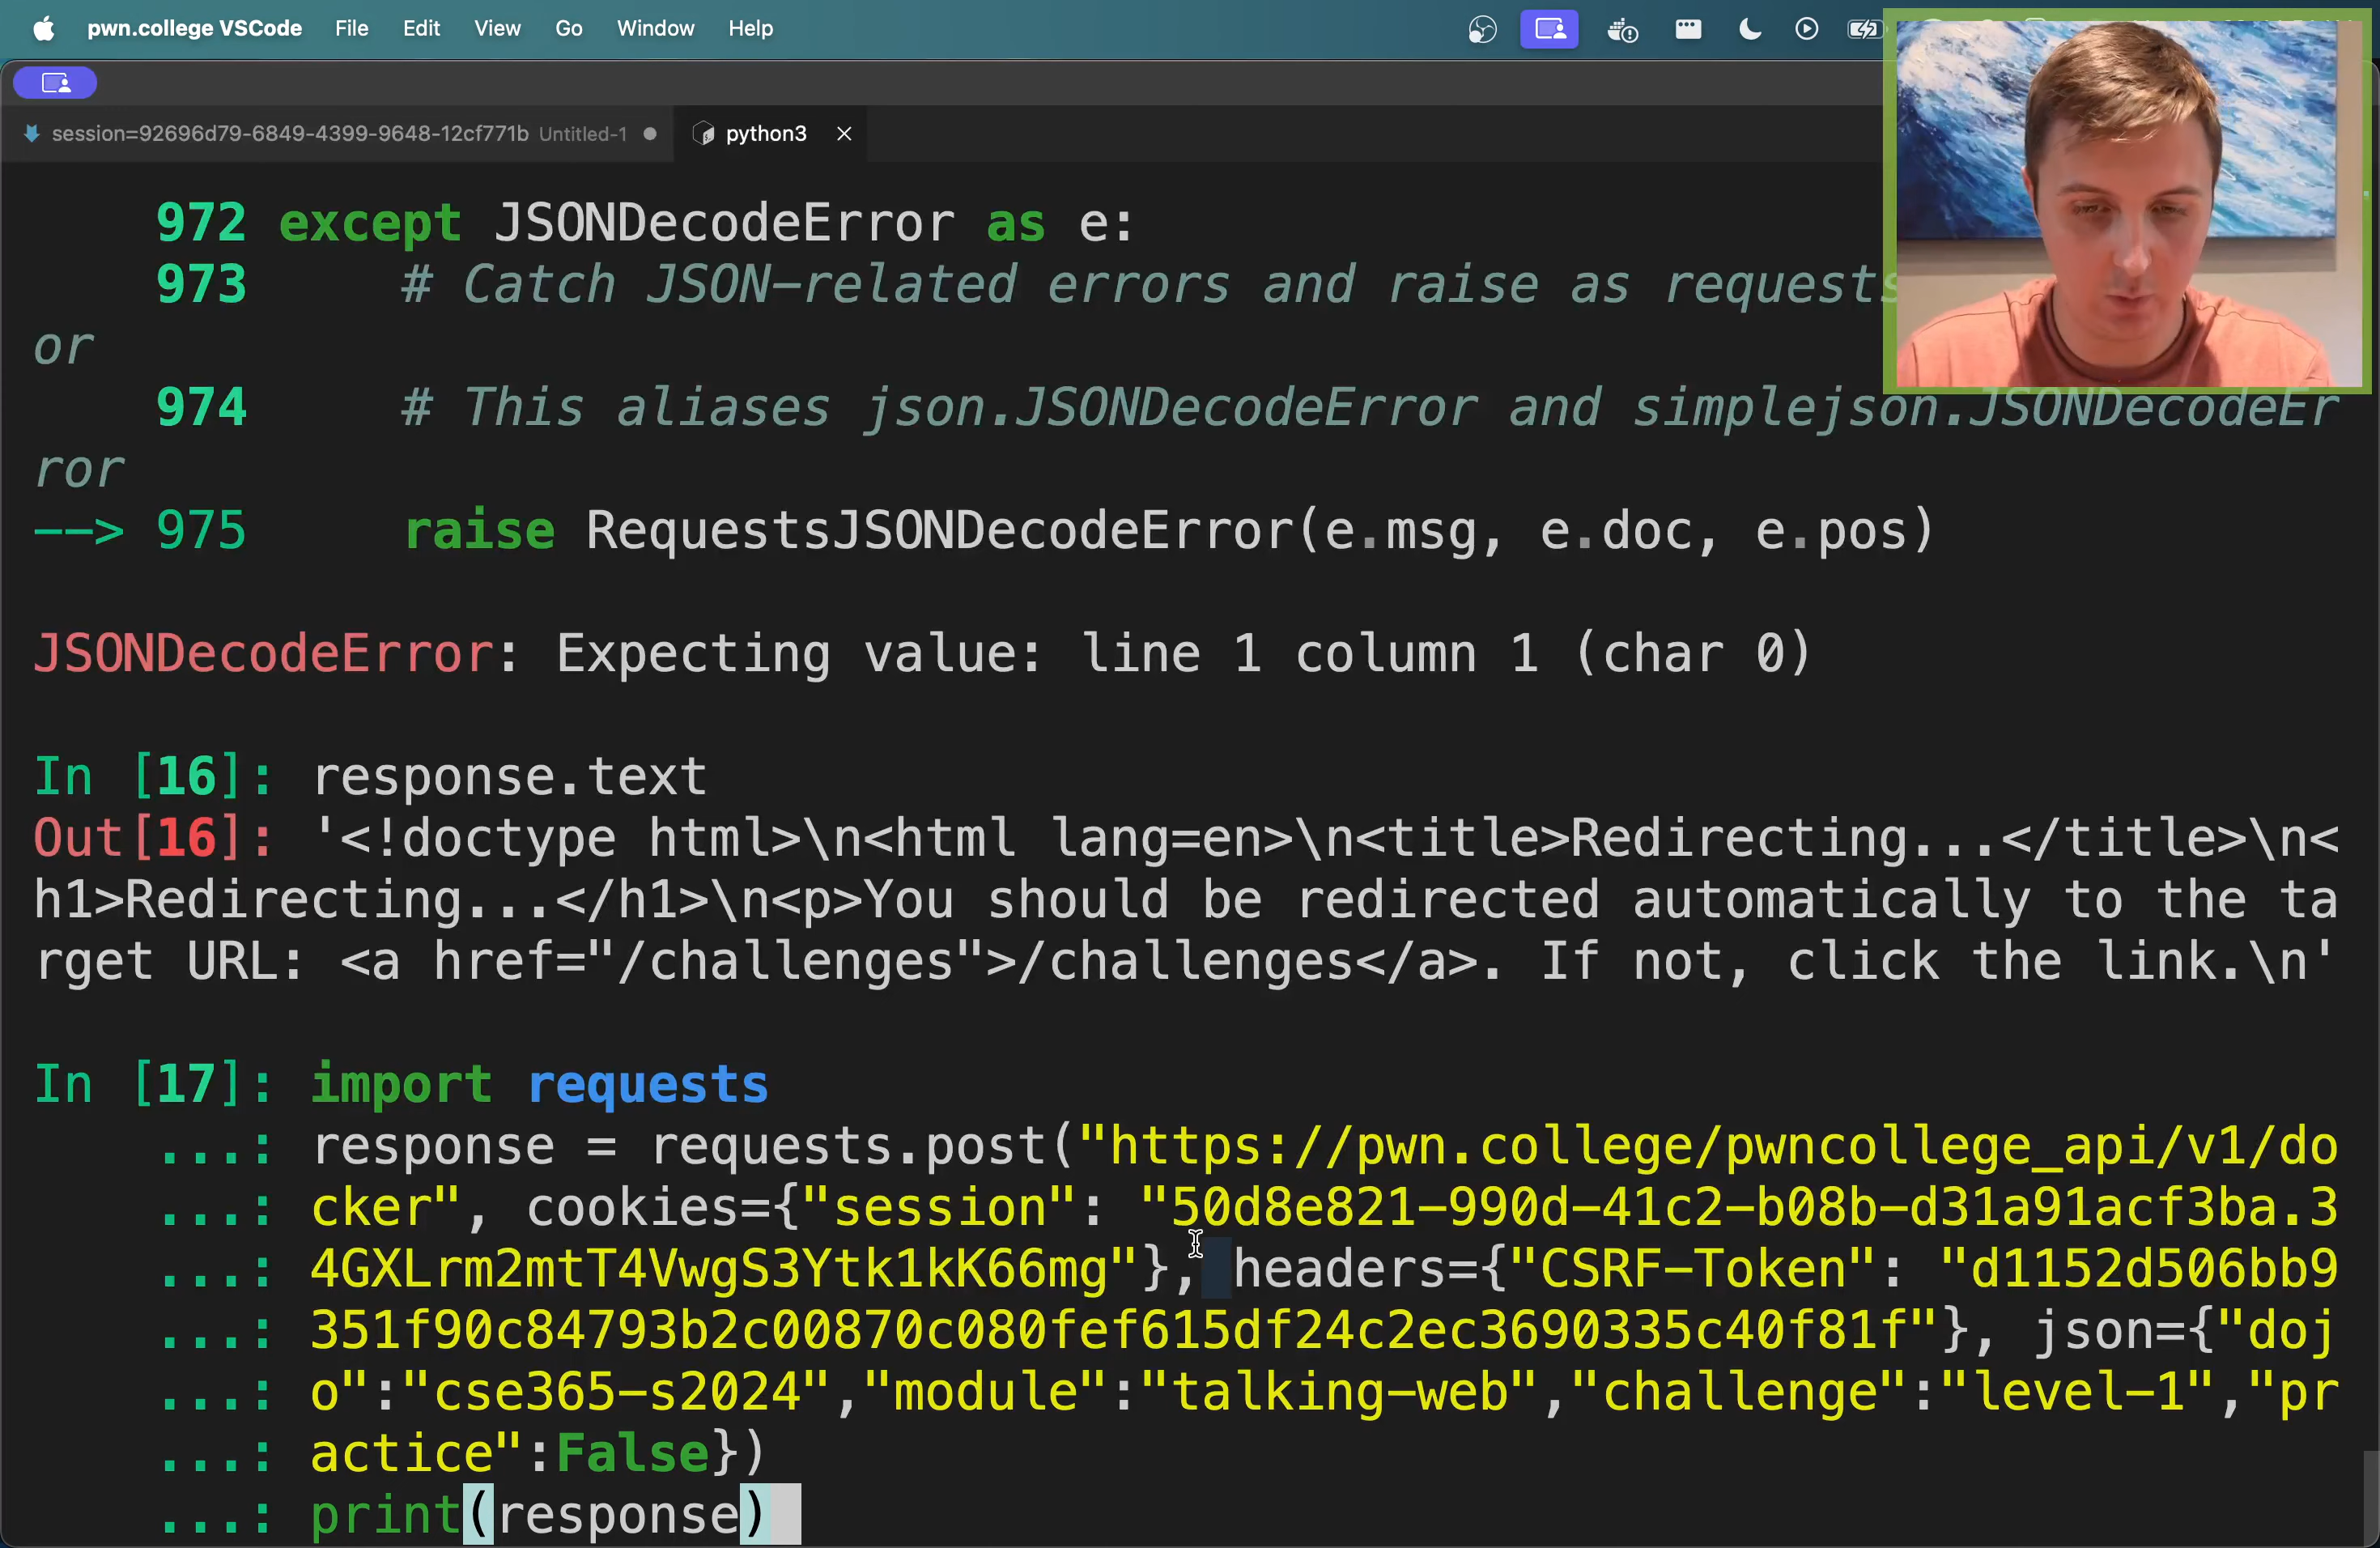 pwn.college VSCode File Edit View Go Window Help
session=92696d79-6849-4399-9648-12cf771b Untitled-1 python3
972 except JSONDecodeError as e:
973 # Catch JSON-related errors and raise as requests
or
974 # This aliases json.JSONDecodeError and simplejson.JSONDecodeEr
ror
--> 975 raise RequestsJSONDecodeError(e.msg, e.doc, e.pos)
JSONDecodeError: Expecting value: line 1 column 1 (char 0)
In [16]: response.text
Out[16]: '<!doctype html>\n<html lang=en>\n<title>Redirecting...</title>\n<
h1>Redirecting...</h1>\n<p>You should be redirected automatically to the ta
rget URL: <a href="/challenges">/challenges</a>. If not, click the link.\n'
In [17]: import requests
...: response = requests.post("https://pwn.college/pwncollege_api/v1/do
...: cker", cookies={"session": "50d8e821-990d-41c2-b08b-d31a91acf3ba.3
...: 4GXLrm2mtT4VwgS3Ytk1kK66mg"}, headers={"CSRF-Token": "d1152d506bb9
...: 351f90c84793b2c00870c080fef615df24c2ec3690335c40f81f"}, json={"doj
...: o":"cse365-s2024","module":"talking-web","challenge":"level-1","pr
...: actice":False})
...: print(response)